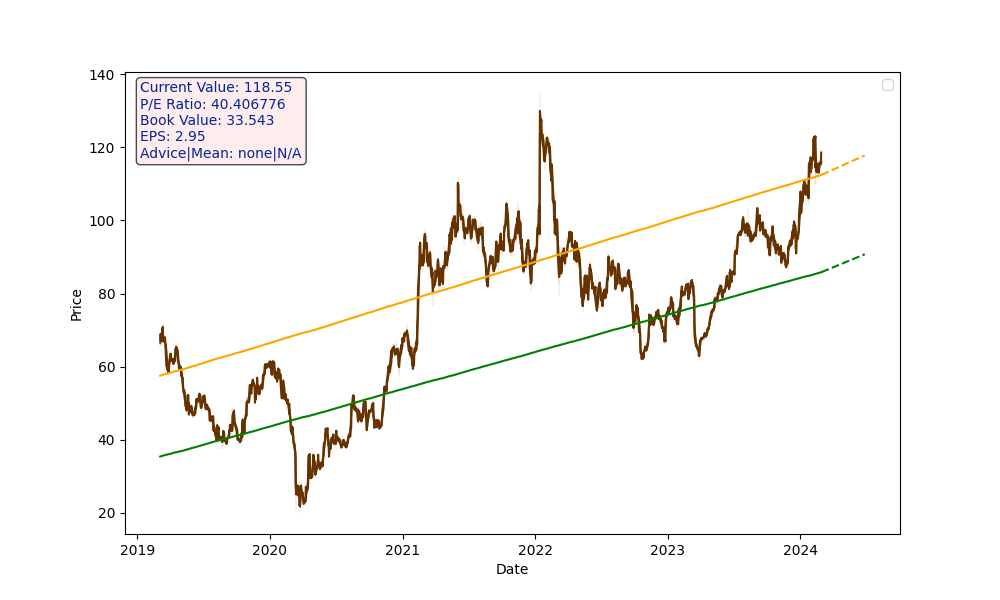 140
120
100
80
60
40
20
Price
Current Value: 118.55
P/E Ratio: 40.406776
Book Value: 33.543
EPS: 2.95
Advice|Mean: none|N/A
2019 2020 2021 2022 2023 2024
Date